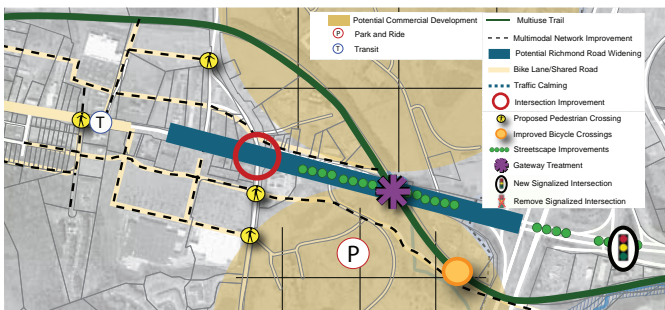 Potential Commercial Development
P Park and Ride
T Transit
Multiuse Trail
Multimodal Network Improvement
Potential Richmond Road Widening
Bike Lane/Shared Road
Traffic Calming
Intersection Improvement
Proposed Pedestrian Crossing
Improved Bicycle Crossings
Streetscape Improvements
Gateway Treatment
New Signalized Intersection
Remove Signalized Intersection
T
P